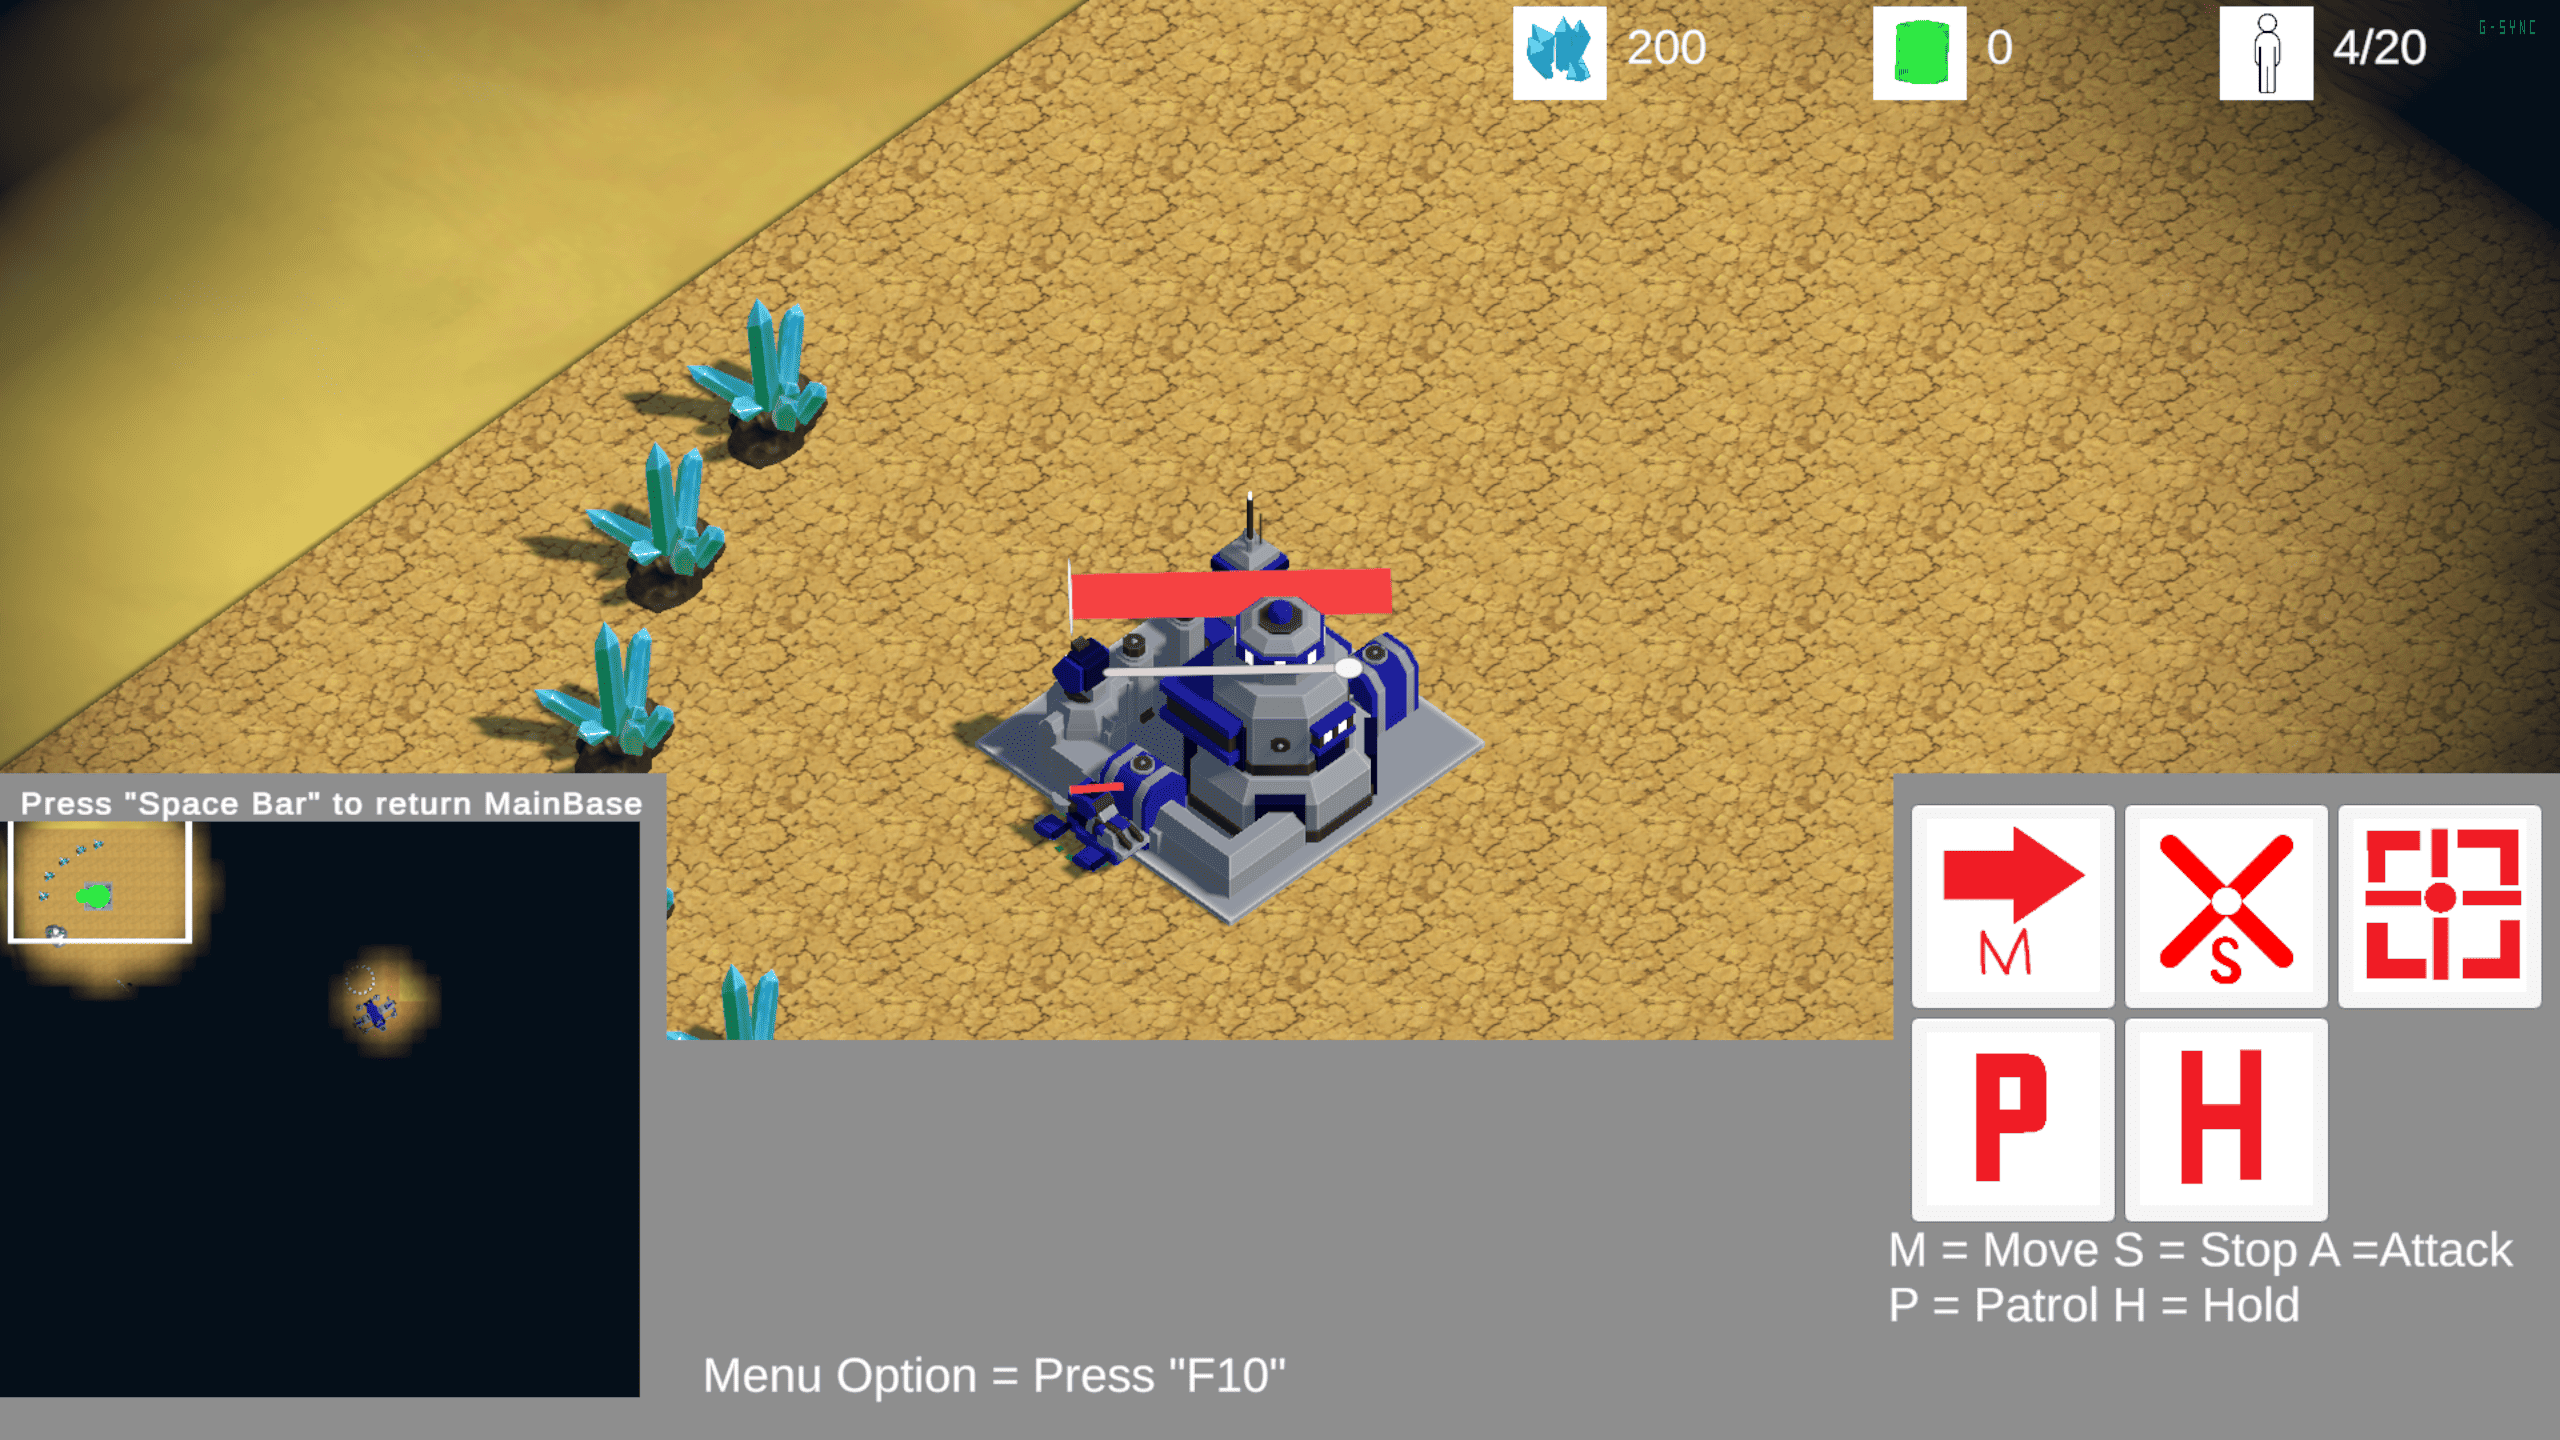 200
0
4/20
G-SYNC
Press "Space Bar" to return MainBase
M
S
P
H
M = Move S = Stop A =Attack
P = Patrol H = Hold
Menu Option = Press "F10"